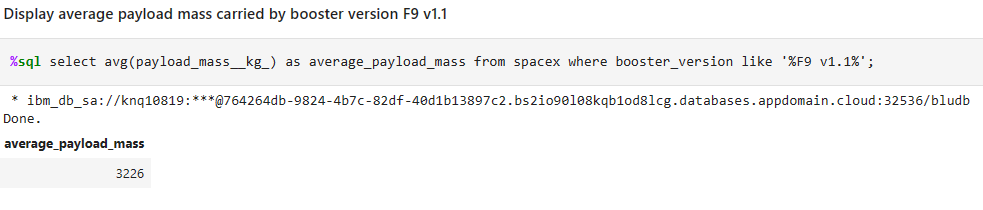 Display average payload mass carried by booster version F9 v1.1
%sql select avg(payload_mass__kg_) as average_payload_mass from spacex where booster_version like '%F9 v1.1%';
* ibm_db_sa://knq10819:***@764264db-9824-4b7c-82df-40d1b13897c2.bs2io90l08kqb1od8lcg.databases.appdomain.cloud:32536/bludb
Done.
average_payload_mass
3226